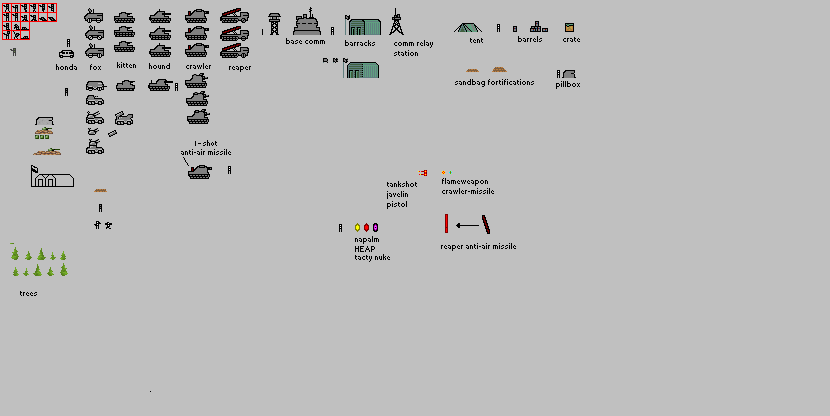 honda
fox
kitten
hound
crawler
reaper
base comm
barracks
comm relay
station
tent
barrels
crate
sandbag fortifications
pillbox
1-shot
anti-air missile
tankshot
javelin
pistol
flameweapon
crawler-missile
napalm
HEAP
tacty nuke
reaper anti-air missile
trees